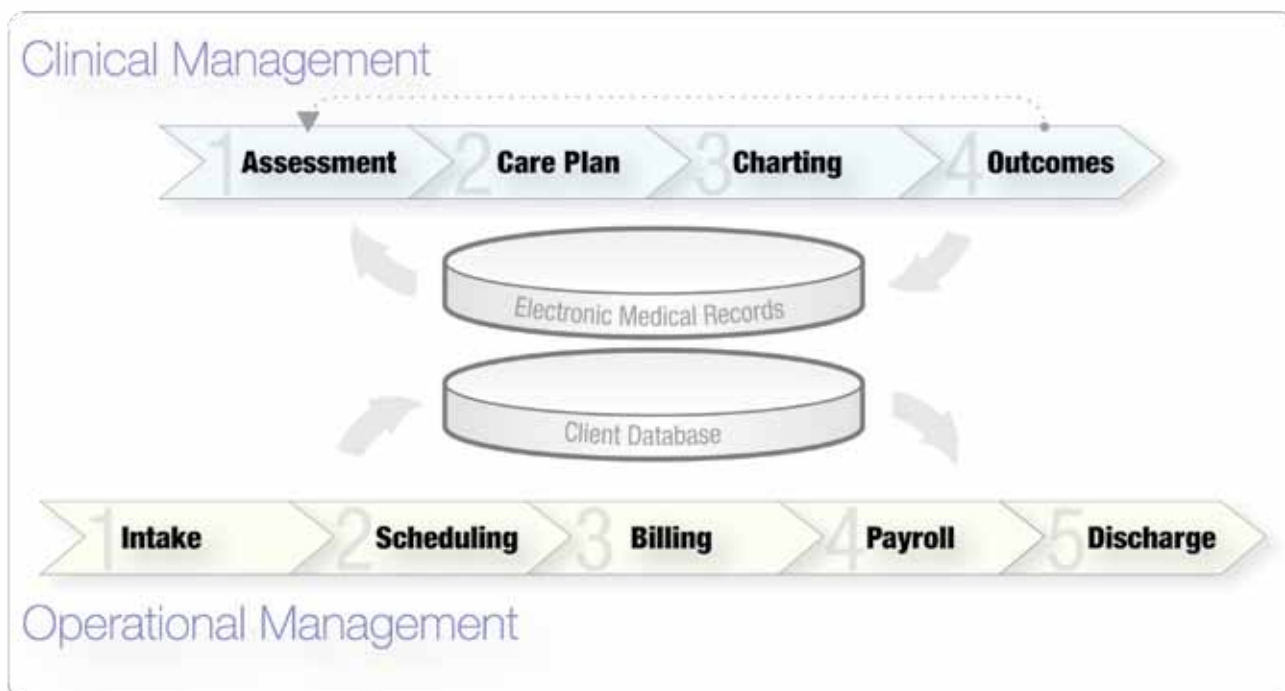 Clinical Management
1 Assessment 2 Care Plan 3 Charting 4 Outcomes
Electronic Medical Records
Client Database
1 Intake 2 Scheduling 3 Billing 4 Payroll 5 Discharge
Operational Management